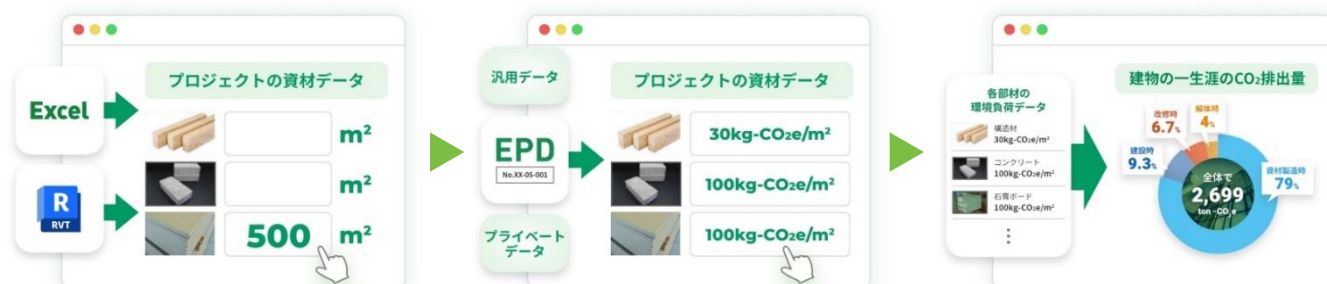 プロジェクトの資材データ
Excel
m²
m²
R
RVT
500 m²
汎用データ
プロジェクトの資材データ
EPD
No.XX-05-001
プライベート
データ
30kg-CO2e/m²
100kg-CO2e/m²
100kg-CO2e/m²
各部材の
環境負荷データ
構造材
30kg-CO2e/m²
コンクリート
100kg-CO2e/m²
石膏ボード
100kg-CO2e/m²
⋮
建物の一生涯のCO2排出量
改修時
6.7%
解体時
4%
建設時
9.3%
資材製造時
79%
全体で
2,699
ton -CO2e